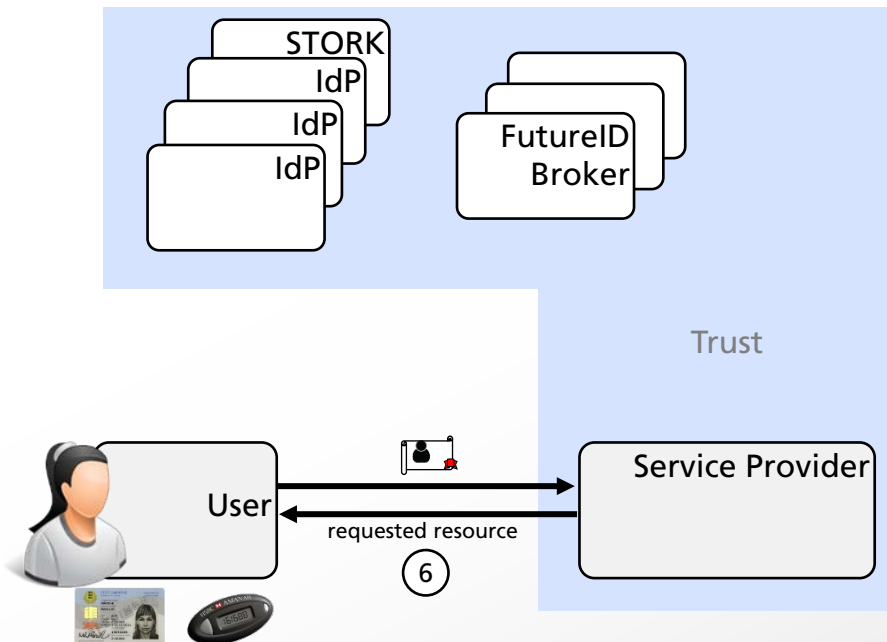 STORK
IdP
IdP
IdP
FutureID
Broker
Trust
User
Service Provider
requested resource
6